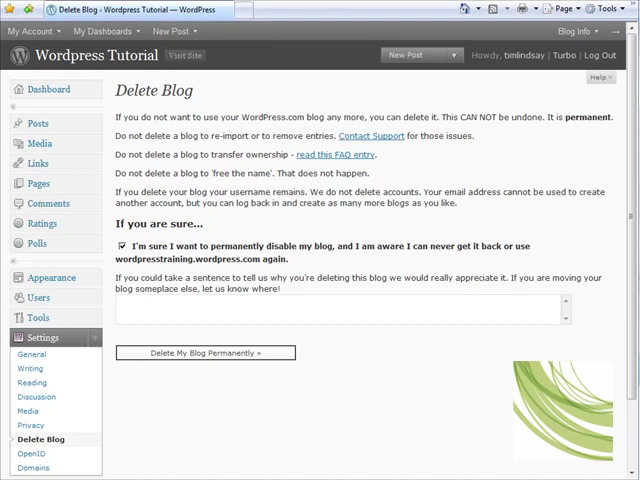 Delete Blog ‹ Wordpress Tutorial — WordPress
Page
Tools
My Account
My Dashboards
New Post
Blog Info
Wordpress Tutorial
Visit Site
New Post
Howdy, timlindsay | Turbo | Log Out
Help
Dashboard
Posts
Media
Links
Pages
Comments
Ratings
Polls
Appearance
Users
Tools
Settings
General
Writing
Reading
Discussion
Media
Privacy
Delete Blog
OpenID
Domains
Delete Blog
If you do not want to use your WordPress.com blog any more, you can delete it. This CAN NOT be undone. It is permanent.
Do not delete a blog to re-import or to remove entries. Contact Support for those issues.
Do not delete a blog to transfer ownership - read this FAQ entry.
Do not delete a blog to 'free the name'. That does not happen.
If you delete your blog your username remains. We do not delete accounts. Your email address cannot be used to create
another account, but you can log back in and create as many more blogs as you like.
If you are sure...
I'm sure I want to permanently disable my blog, and I am aware I can never get it back or use
wordpresstraining.wordpress.com again.
If you could take a sentence to tell us why you're deleting this blog we would really appreciate it. If you are moving your
blog someplace else, let us know where!
Delete My Blog Permanently »